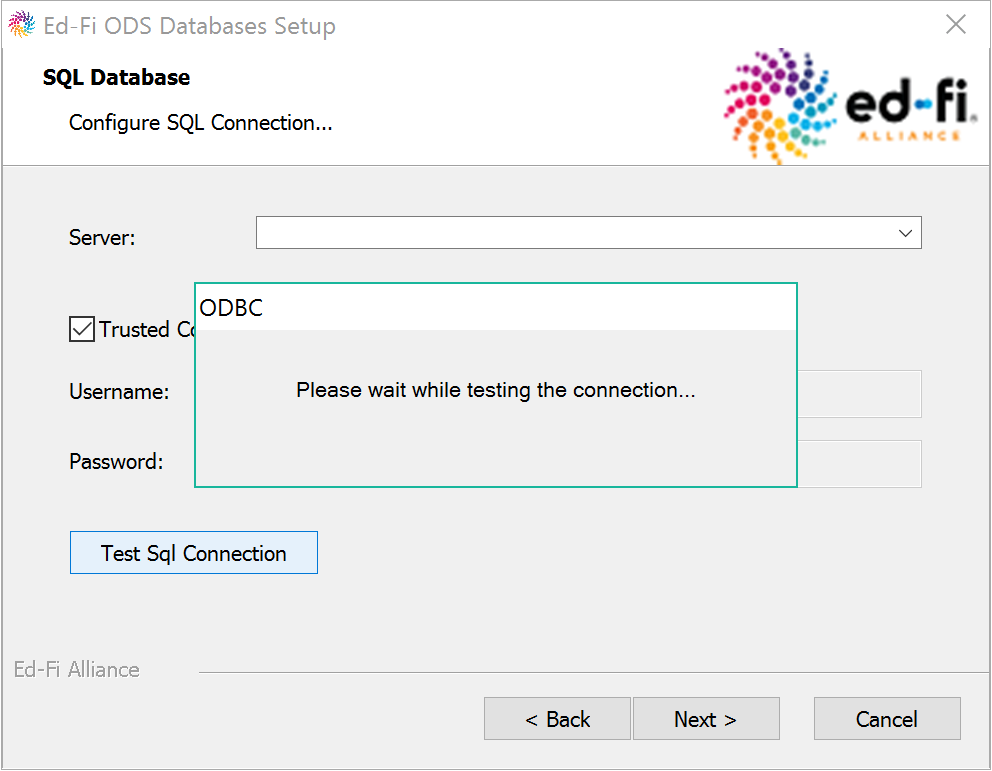 Ed-Fi ODS Databases Setup
SQL Database
Configure SQL Connection...
ed-fi®
ALLIANCE
Server:
ODBC
Trusted Co
Please wait while testing the connection...
Username:
Password:
Test Sql Connection
Ed-Fi Alliance
< Back
Next >
Cancel